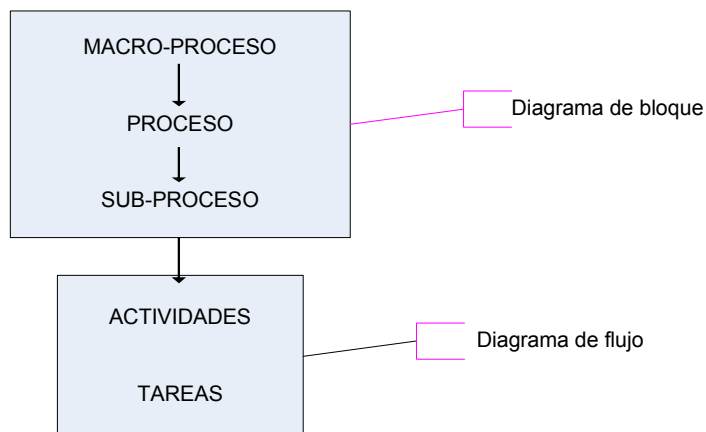 MACRO-PROCESO
Diagrama de bloque
PROCESO
SUB-PROCESO
ACTIVIDADES
Diagrama de flujo
TAREAS